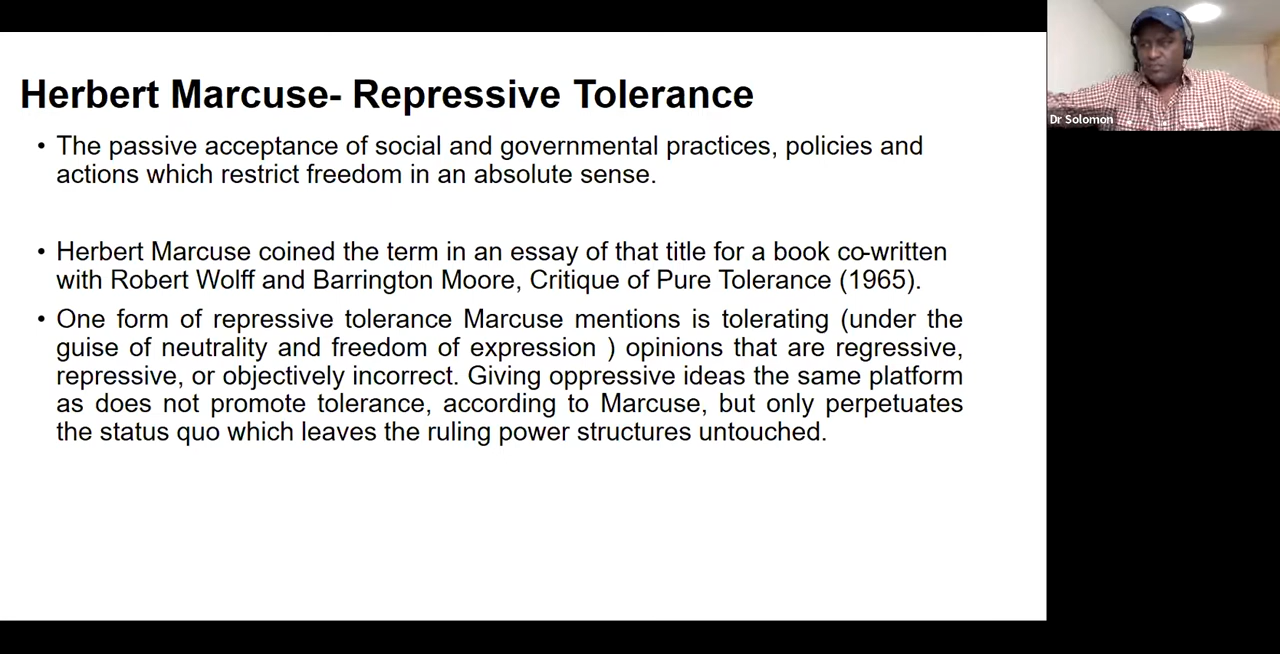 Herbert Marcuse- Repressive Tolerance
• The passive acceptance of social and governmental practices, policies and
actions which restrict freedom in an absolute sense.
• Herbert Marcuse coined the term in an essay of that title for a book co-written
with Robert Wolff and Barrington Moore, Critique of Pure Tolerance (1965).
• One form of repressive tolerance Marcuse mentions is tolerating (under the
guise of neutrality and freedom of expression ) opinions that are regressive,
repressive, or objectively incorrect. Giving oppressive ideas the same platform
as does not promote tolerance, according to Marcuse, but only perpetuates
the status quo which leaves the ruling power structures untouched.
Dr Solomon